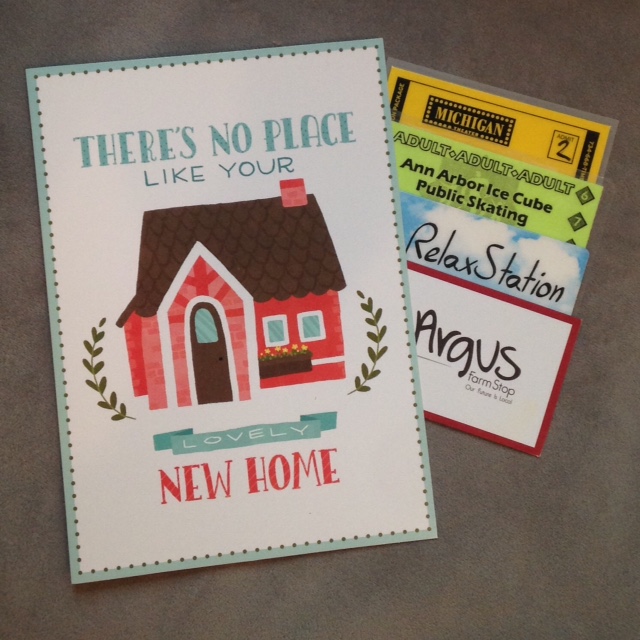 THERE'S NO PLACE
LIKE YOUR
LOVELY
NEW HOME
MICHIGAN
THEATER
ADMIT
2
PACKAGE
ADULT ADULT ADULT
Ann Arbor Ice Cube
Public Skating
RelaxStation
Argus
Farm Stop
Our Future is Local